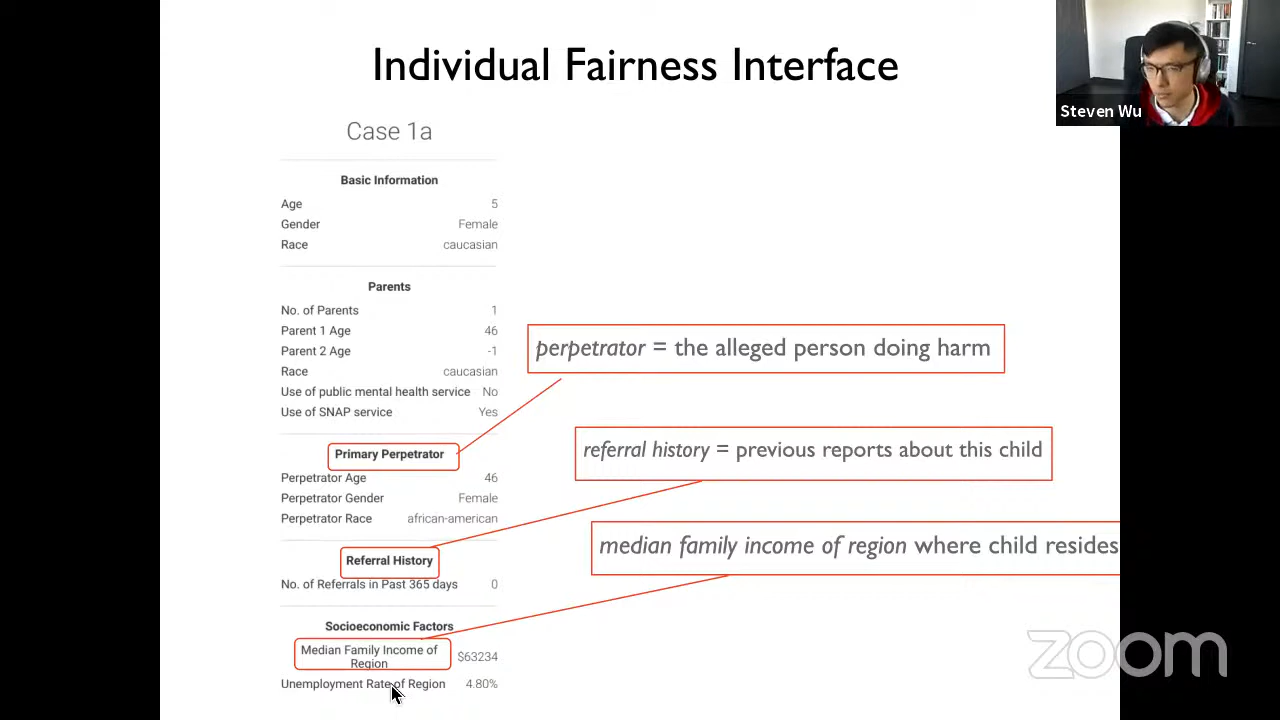 Individual Fairness Interface
Steven Wu
Case 1a
Basic Information
Age 5
Gender Female
Race caucasian
Parents
No. of Parents 1
Parent 1 Age 46
Parent 2 Age -1
Race caucasian
Use of public mental health service No
Use of SNAP service Yes
perpetrator = the alleged person doing harm
Primary Perpetrator
Perpetrator Age 46
Perpetrator Gender Female
Perpetrator Race african-american
referral history = previous reports about this child
Referral History
No. of Referrals in Past 365 days 0
median family income of region where child resides
Socioeconomic Factors
Median Family Income of
Region $63234
Unemployment Rate of Region 4.80%
zoom